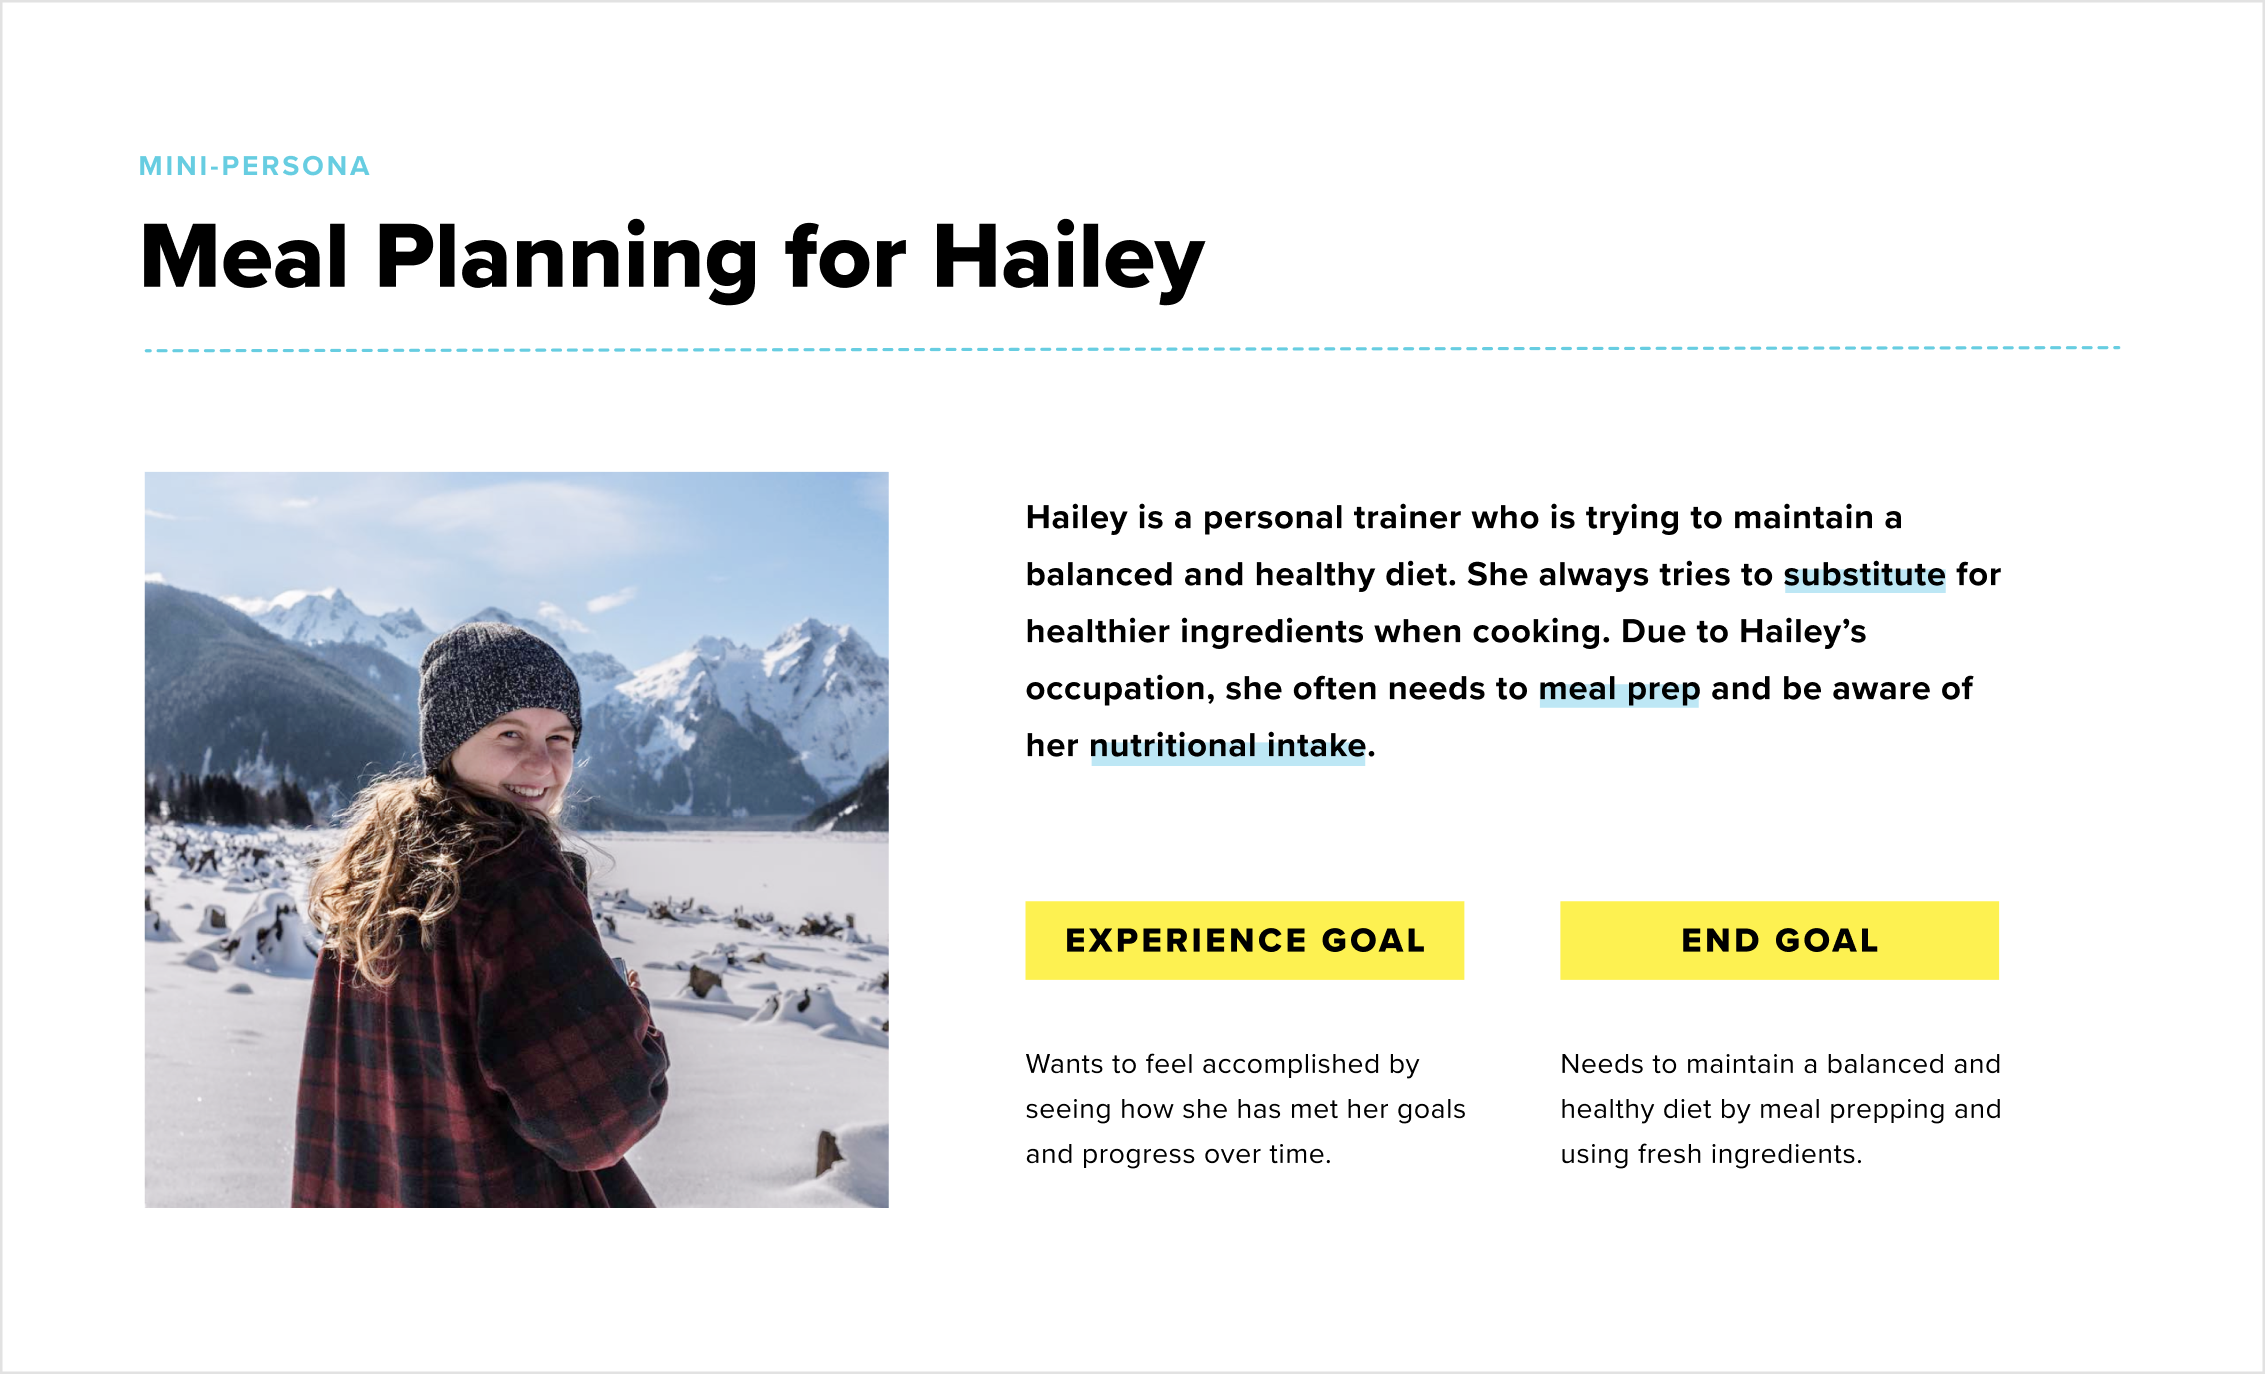 MINI-PERSONA
Meal Planning for Hailey
Hailey is a personal trainer who is trying to maintain a
balanced and healthy diet. She always tries to substitute for
healthier ingredients when cooking. Due to Hailey’s
occupation, she often needs to meal prep and be aware of
her nutritional intake.
EXPERIENCE GOAL
Wants to feel accomplished by
seeing how she has met her goals
and progress over time.
END GOAL
Needs to maintain a balanced and
healthy diet by meal prepping and
using fresh ingredients.